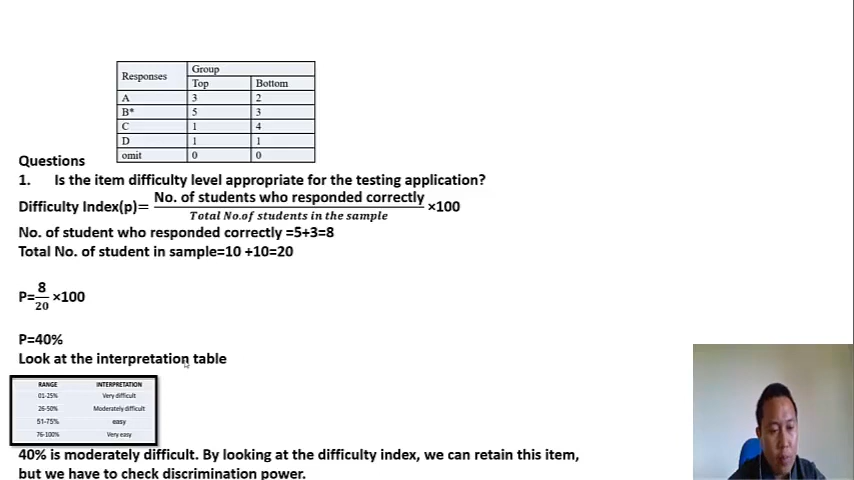 Responses Group
Top Bottom
A 3 2
B* 5 3
C 1 4
D 1 1
omit 0 0
Questions
1. Is the item difficulty level appropriate for the testing application?
Difficulty Index(p)= No. of students who responded correctly / Total No.of students in the sample ×100
No. of student who responded correctly =5+3=8
Total No. of student in sample=10 +10=20
P= 8/20 ×100
P=40%
Look at the interpretation table
RANGE INTERPRETATION
01-25% Very difficult
26-50% Moderately difficult
51-75% easy
76-100% Very easy
40% is moderately difficult. By looking at the difficulty index, we can retain this item,
but we have to check discrimination power.